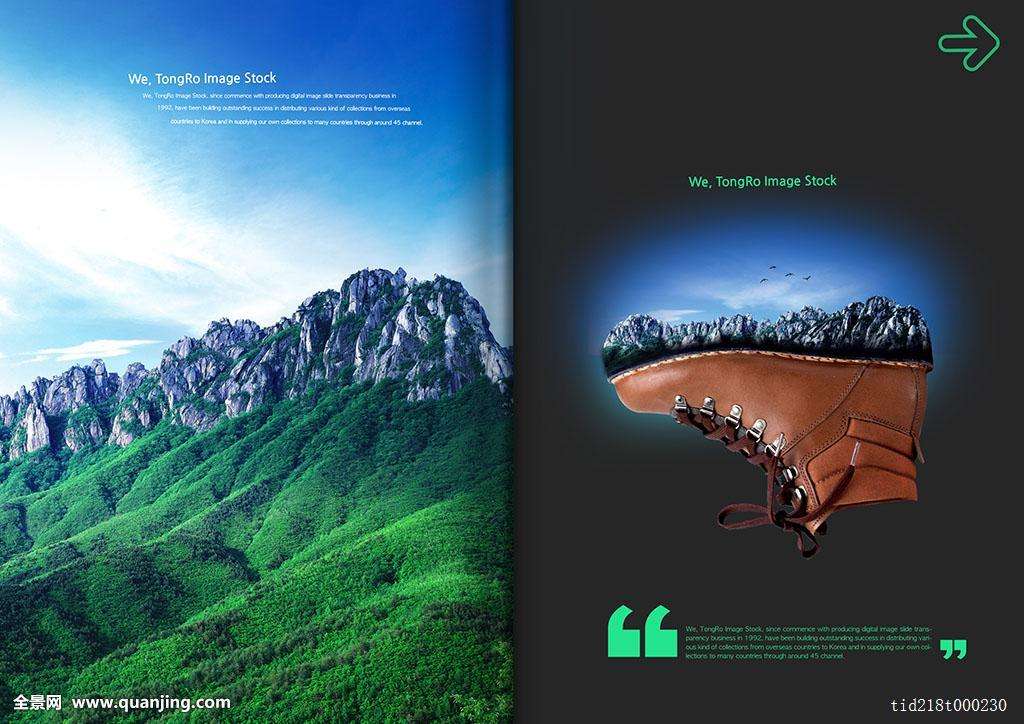 We, TongRo Image Stock
We, TongRo Image Stock, since commence with producing digital image slide transparency business in
1992, have been building outstanding success in distributing various kind of collections from overseas
countries to Korea and in supplying our own collections to many countries through around 45 channel.
We, TongRo Image Stock
“
We, TongRo Image Stock, since commence with producing digital image slide trans-
parency business in 1992, have been building outstanding success in distributing vari-
ous kind of collections from overseas countries to Korea and in supplying our own col-
lections to many countries through around 45 channel.
”
全景网 www.quanjing.com
tid218t000230